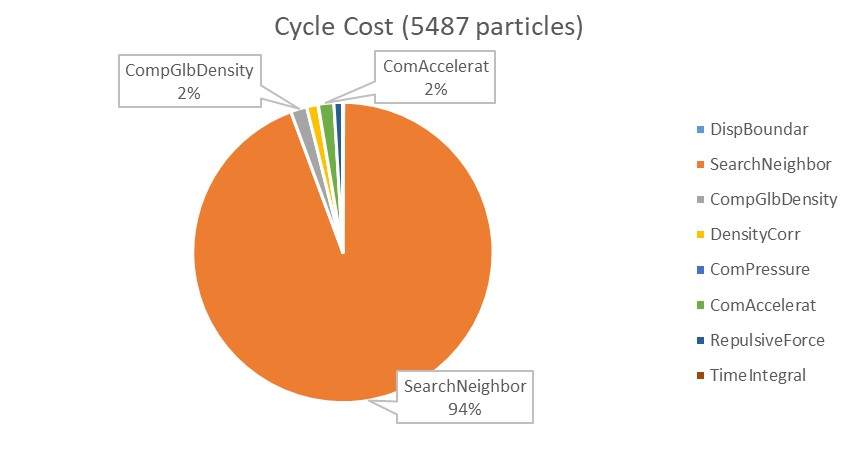 Cycle Cost (5487 particles)
CompGlbDensity
2%
ComAccelerat
2%
SearchNeighbor
94%
DispBoundar
SearchNeighbor
CompGlbDensity
DensityCorr
ComPressure
ComAccelerat
RepulsiveForce
TimeIntegral